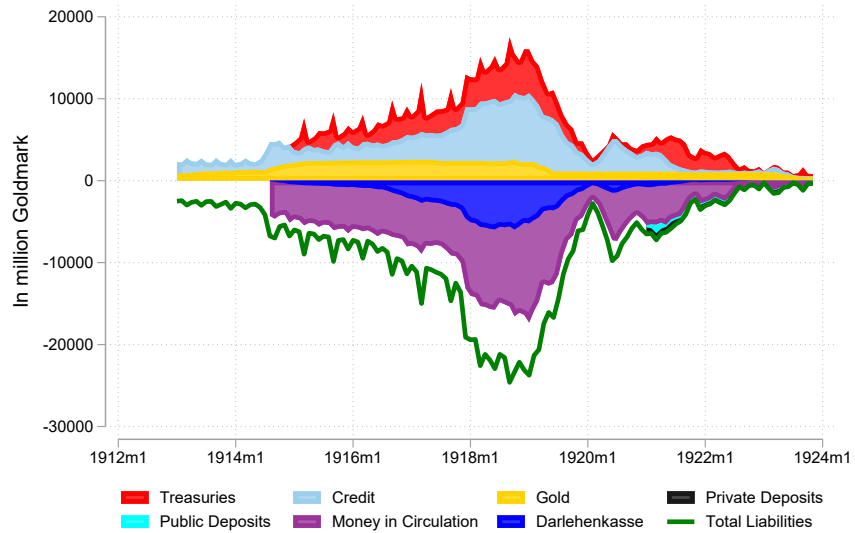 In million Goldmark
20000
10000
0
-10000
-20000
-30000
1912m1 1914m1 1916m1 1918m1 1920m1 1922m1 1924m1
Treasuries Credit Gold Private Deposits
Public Deposits Money in Circulation Darlehenkasse Total Liabilities